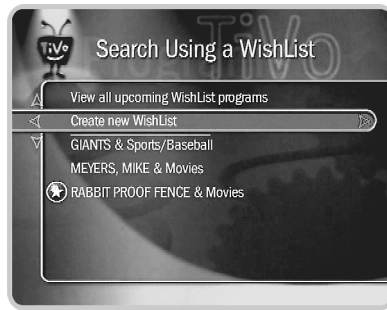 TiVo
TiVo
Search Using a WishList
View all upcoming WishList programs
Create new WishList
GIANTS & Sports/Baseball
MEYERS, MIKE & Movies
RABBIT PROOF FENCE & Movies